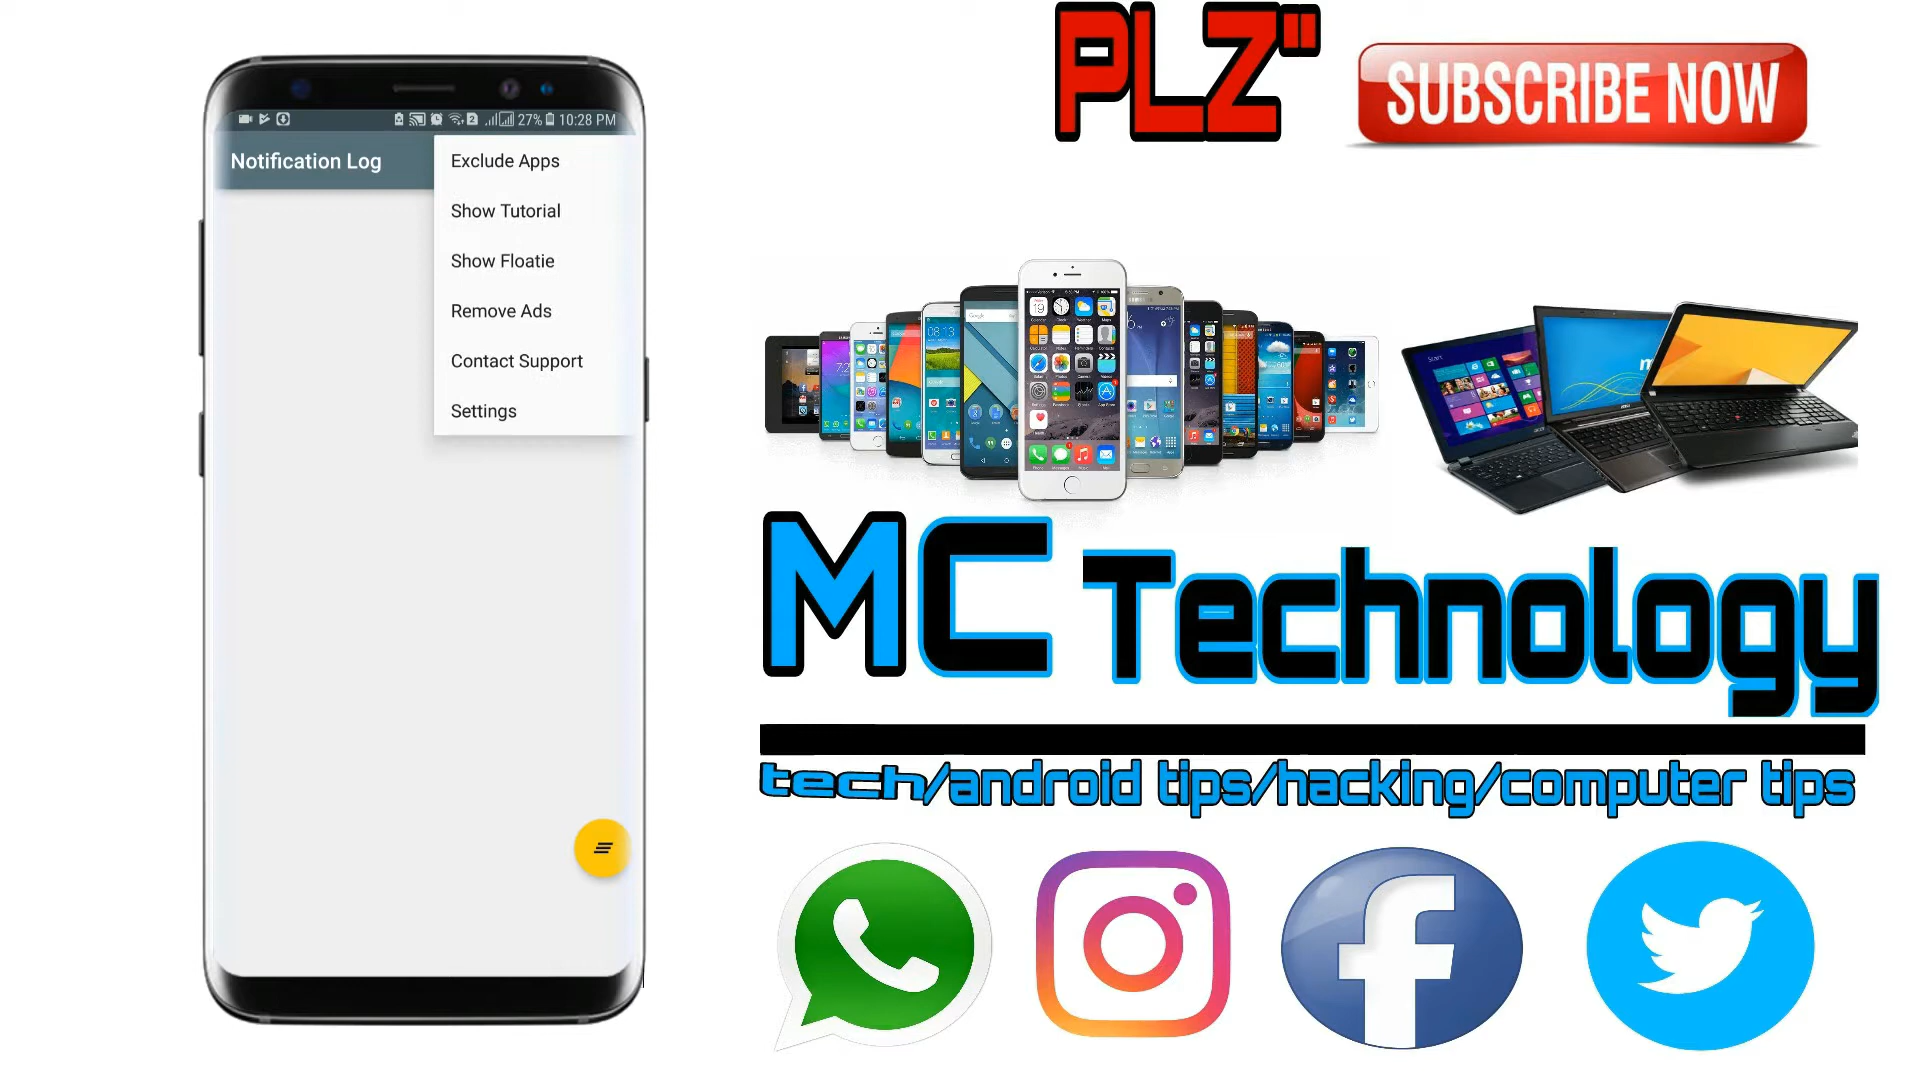 PLZ"
SUBSCRIBE NOW
27% 10:28 PM
Notification Log
Exclude Apps
Show Tutorial
Show Floatie
Remove Ads
Contact Support
Settings
MC Technology
tech/android tips/hacking/computer tips